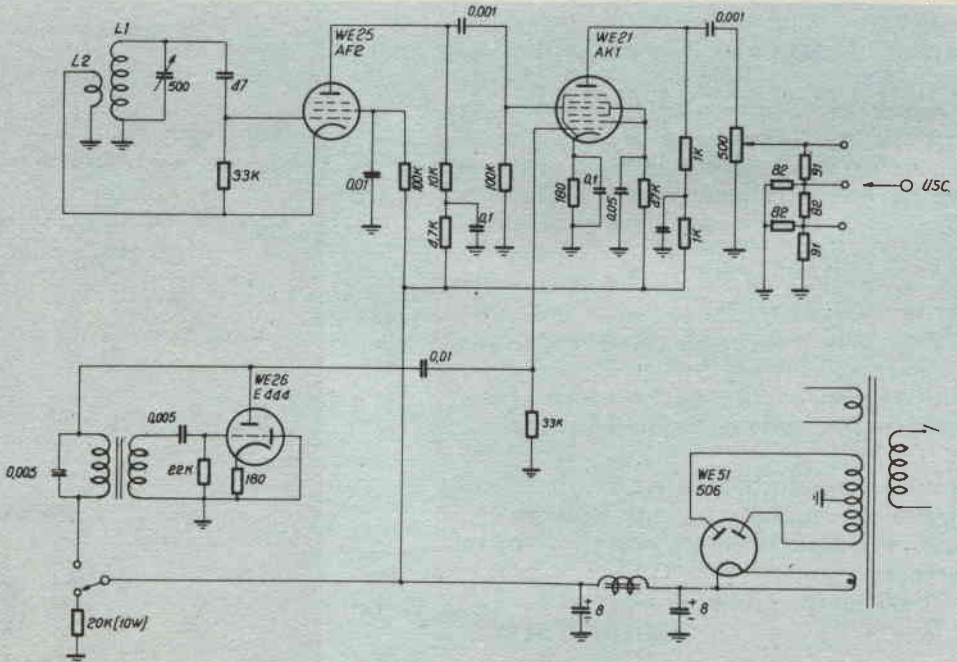 L2
L1
500
47
33K
WE25
AF2
0,01
100K
10K
4,7K
0,1
0,001
100K
WE21
AK1
180
0,1
0,05
47K
1K
1K
0,001
500
82
82
91
82
91
USC.
0,005
0,005
22K
WE26
E444
180
0,01
33K
20K(10W)
WE51
506
+
8
-
+
8
-